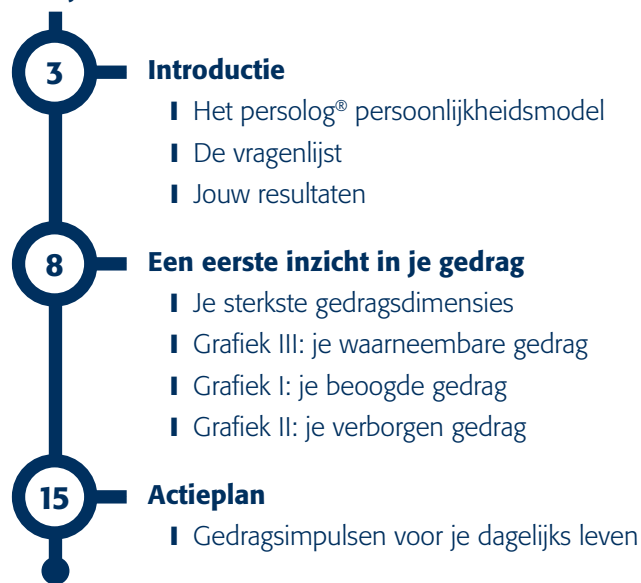 3
Introductie
Het persolog® persoonlijkheidsmodel
De vragenlijst
Jouw resultaten
8
Een eerste inzicht in je gedrag
Je sterkste gedragsdimensies
Grafiek III: je waarneembare gedrag
Grafiek I: je beoogde gedrag
Grafiek II: je verborgen gedrag
15
Actieplan
Gedragsimpulsen voor je dagelijks leven